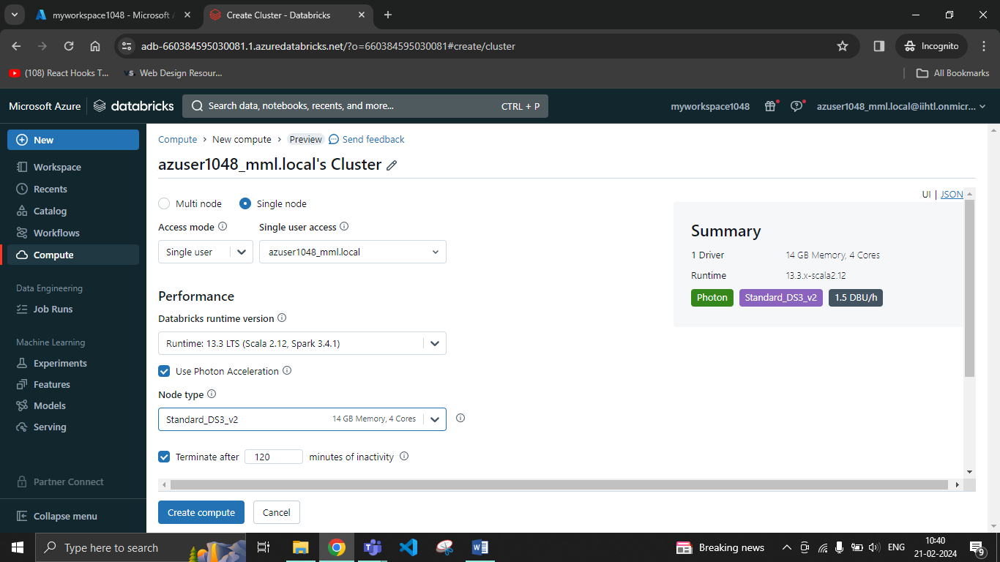 myworkspace1048 - Microsoft A
Create Cluster - Databricks
adb-660384595030081.1.azuredatabricks.net/?o=660384595030081#create/cluster
Incognito
(108) React Hooks T...
VS. Web Design Resour...
All Bookmarks
Microsoft Azure
databricks
Search data, notebooks, recents, and more...
CTRL + P
myworkspace1048
azuser1048_mml.local@iihtl.onmicr...
New
Workspace
Recents
Catalog
Workflows
Compute
Data Engineering
Job Runs
Machine Learning
Experiments
Features
Models
Serving
Partner Connect
Collapse menu
Compute > New compute > Preview Send feedback
azuser1048_mml.local's Cluster
UI | JSON
Multi node Single node
Access mode Single user access
Single user azuser1048_mml.local
Performance
Databricks runtime version
Runtime: 13.3 LTS (Scala 2.12, Spark 3.4.1)
Use Photon Acceleration
Node type
Standard_DS3_v2 14 GB Memory, 4 Cores
Terminate after 120 minutes of inactivity
Summary
1 Driver 14 GB Memory, 4 Cores
Runtime 13.3.x-scala2.12
Photon Standard_DS3_v2 1.5 DBU/h
Create compute Cancel
Type here to search
Breaking news
ENG
10:40
21-02-2024
9